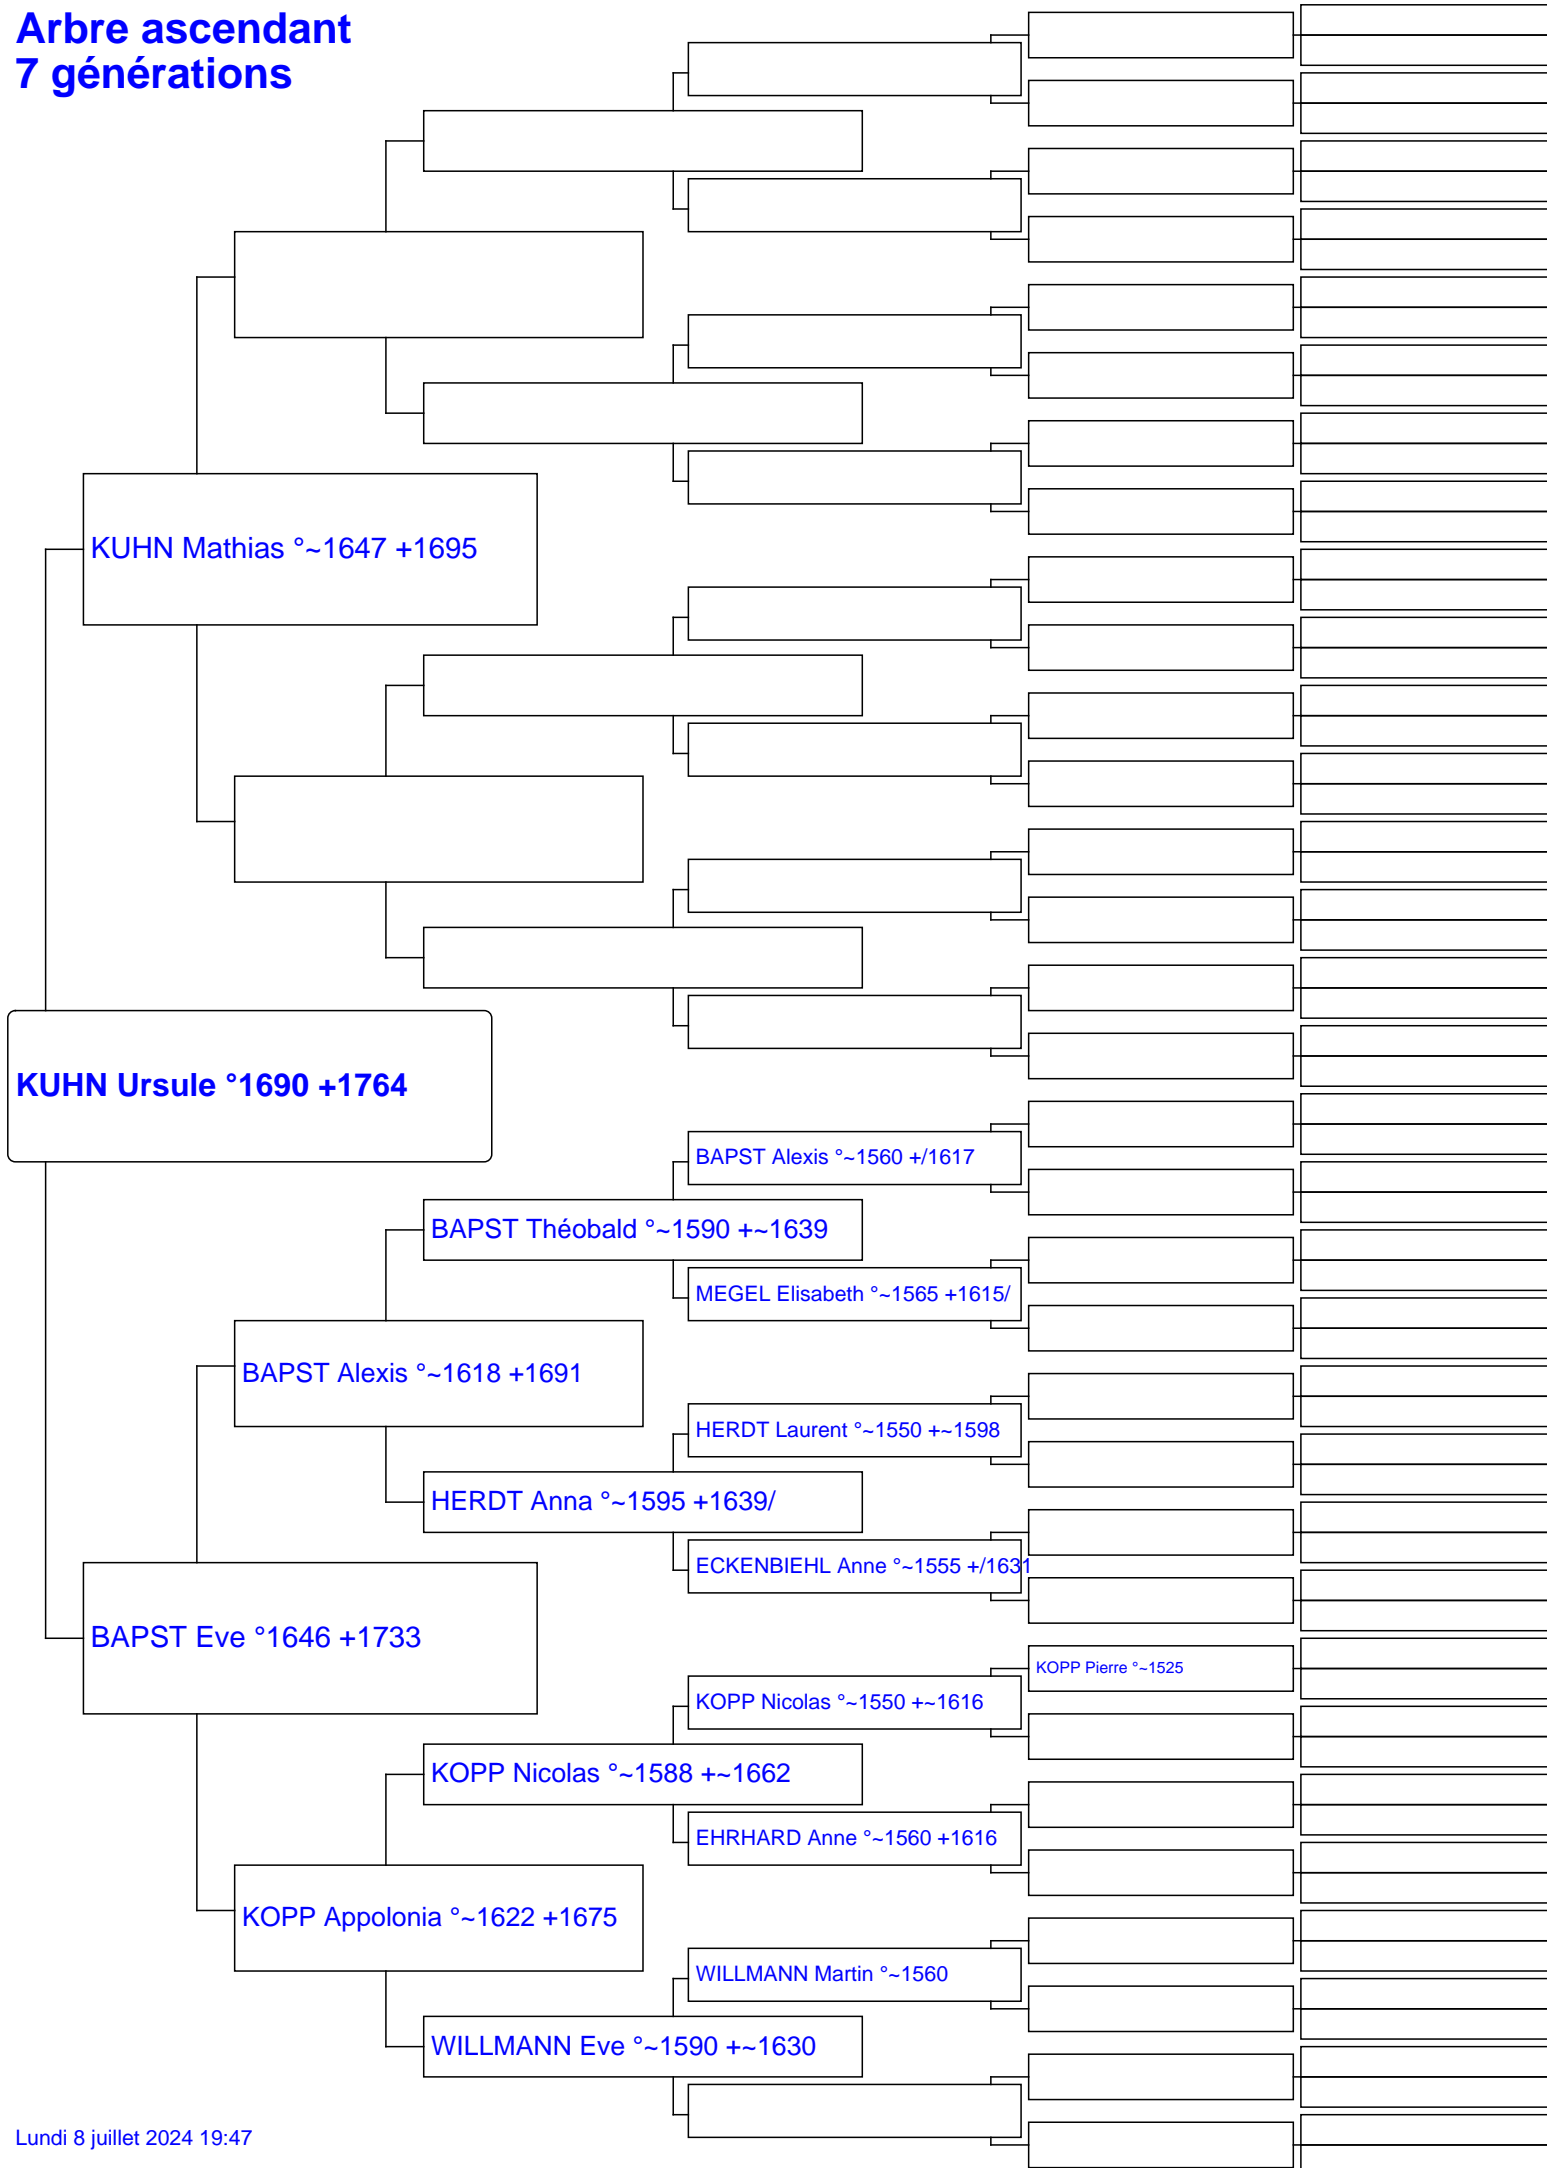 Arbre ascendant
7 générations
KUHN Mathias °~1647 +1695
KUHN Ursule °1690 +1764
BAPST Alexis °~1560 +/1617
BAPST Théobald °~1590 +~1639
MEGEL Elisabeth °~1565 +1615/
BAPST Alexis °~1618 +1691
HERDT Laurent °~1550 +~1598
HERDT Anna °~1595 +1639/
ECKENBIEHL Anne °~1555 +/1631
BAPST Eve °1646 +1733
KOPP Pierre °~1525
KOPP Nicolas °~1550 +~1616
KOPP Nicolas °~1588 +~1662
EHRHARD Anne °~1560 +1616
KOPP Appolonia °~1622 +1675
WILLMANN Martin °~1560
WILLMANN Eve °~1590 +~1630
Lundi 8 juillet 2024 19:47